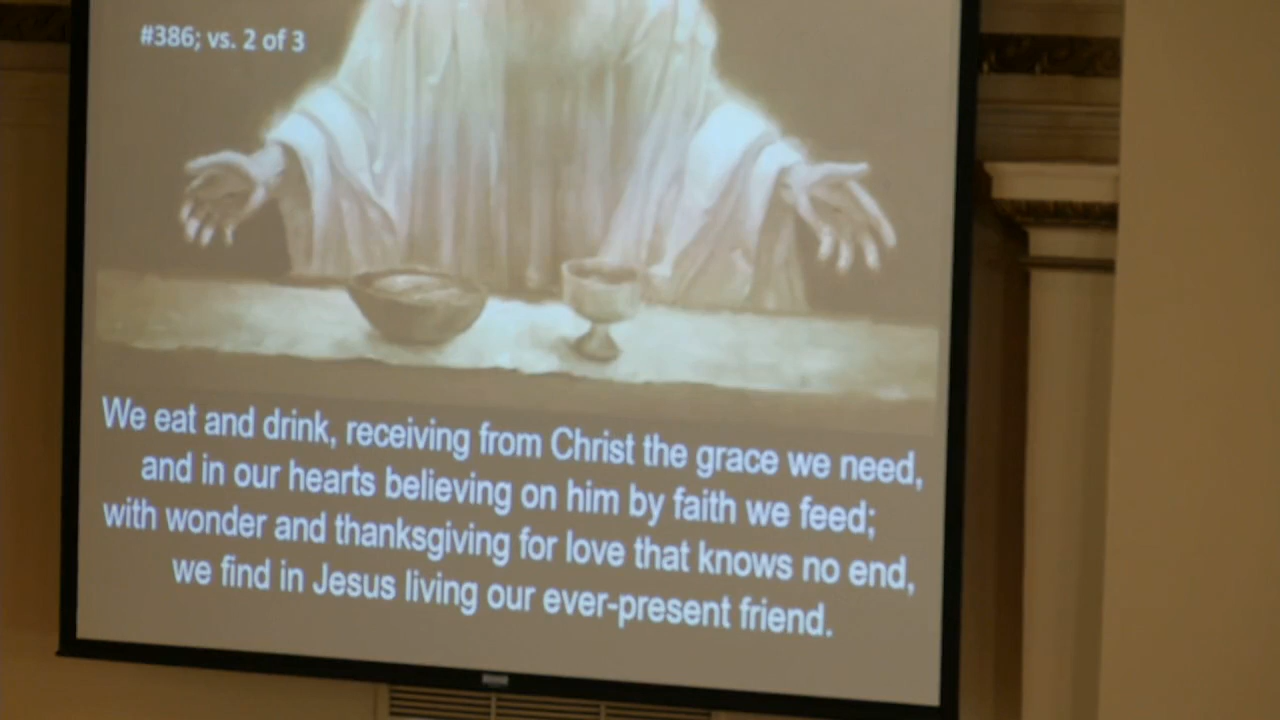 #386; vs. 2 of 3
We eat and drink, receiving from Christ the grace we need,
and in our hearts believing on him by faith we feed;
with wonder and thanksgiving for love that knows no end,
we find in Jesus living our ever-present friend.